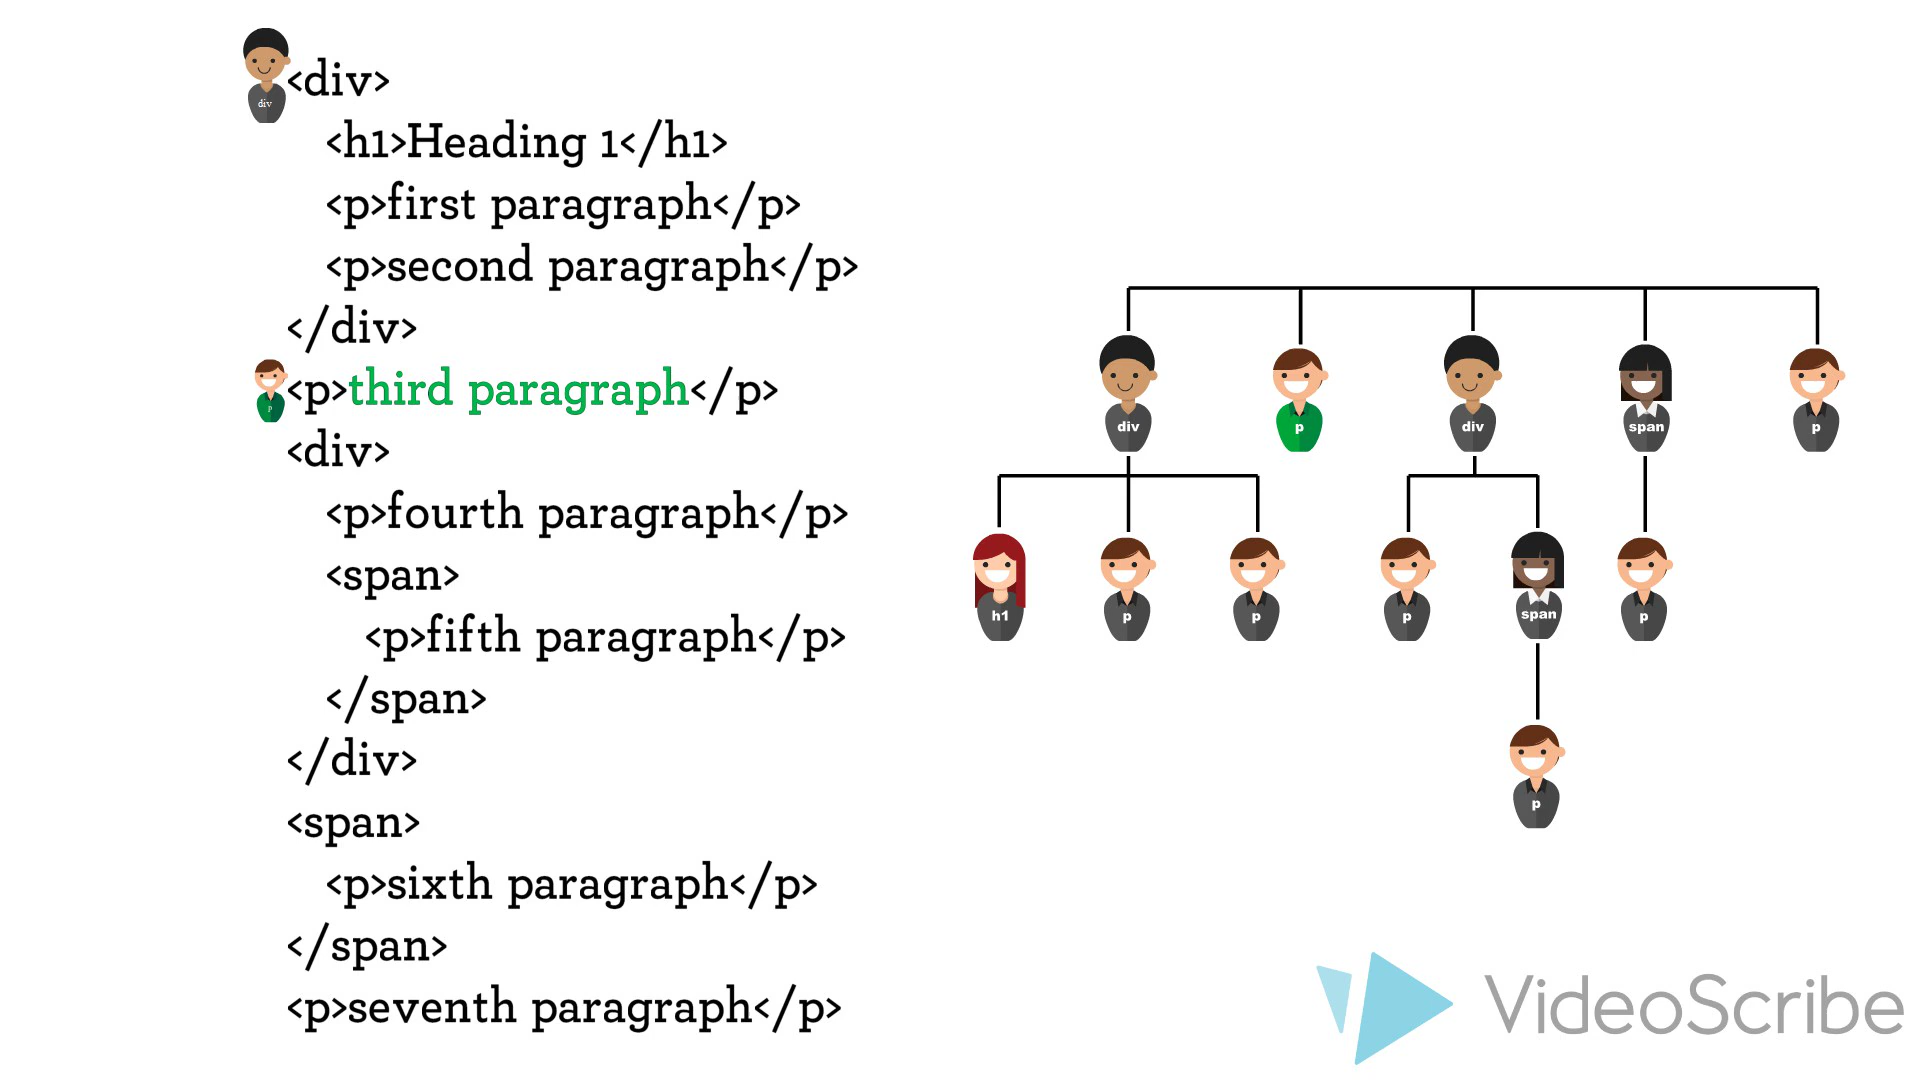 <div>
div
<h1>Heading 1</h1>
<p>first paragraph</p>
<p>second paragraph</p>
</div>
<p>third paragraph</p>
p
<div>
<p>fourth paragraph</p>
<span>
<p>fifth paragraph</p>
</span>
</div>
<span>
<p>sixth paragraph</p>
</span>
<p>seventh paragraph</p>
div p div span p
h1 p p p span p
p
VideoScribe